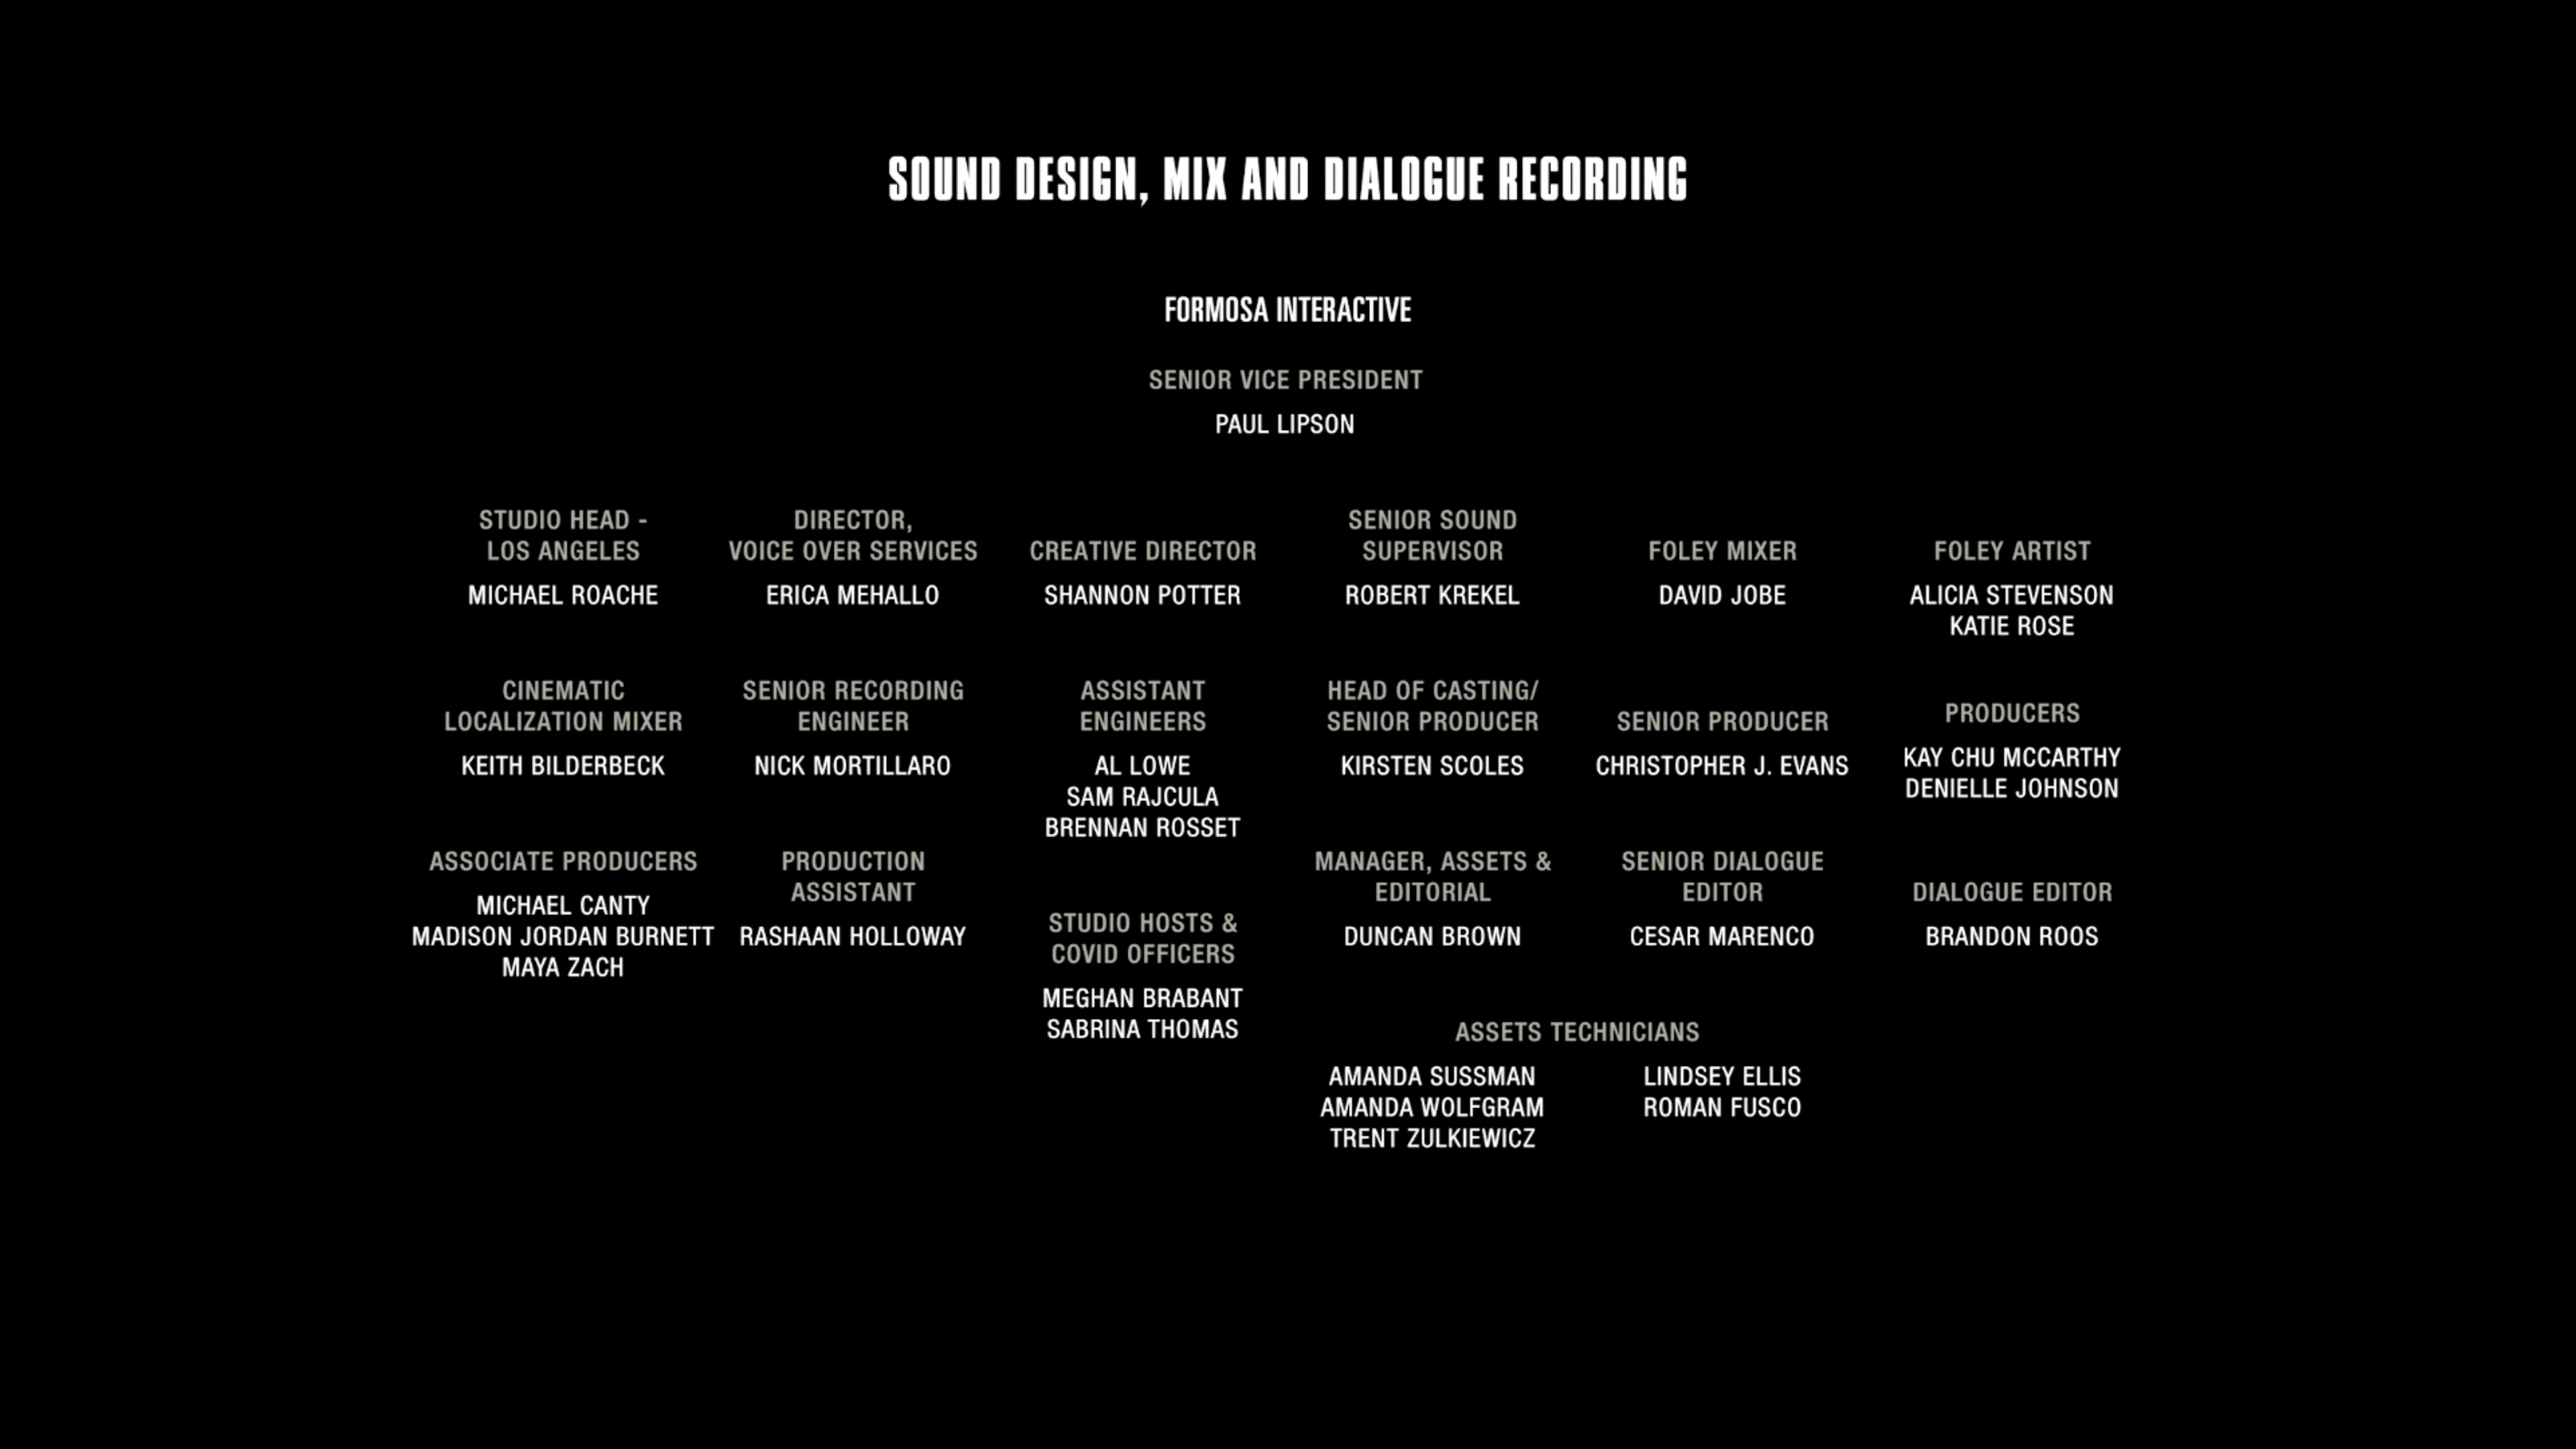 SOUND DESIGN, MIX AND DIALOGUE RECORDING
FORMOSA INTERACTIVE
SENIOR VICE PRESIDENT
PAUL LIPSON
STUDIO HEAD -
LOS ANGELES
MICHAEL ROACHE
DIRECTOR,
VOICE OVER SERVICES
ERICA MEHALLO
CREATIVE DIRECTOR
SHANNON POTTER
SENIOR SOUND
SUPERVISOR
ROBERT KREKEL
FOLEY MIXER
DAVID JOBE
FOLEY ARTIST
ALICIA STEVENSON
KATIE ROSE
CINEMATIC
LOCALIZATION MIXER
KEITH BILDERBECK
SENIOR RECORDING
ENGINEER
NICK MORTILLARO
ASSISTANT
ENGINEERS
AL LOWE
SAM RAJCULA
BRENNAN ROSSET
HEAD OF CASTING/
SENIOR PRODUCER
KIRSTEN SCOLES
SENIOR PRODUCER
CHRISTOPHER J. EVANS
PRODUCERS
KAY CHU MCCARTHY
DENIELLE JOHNSON
ASSOCIATE PRODUCERS
MICHAEL CANTY
MADISON JORDAN BURNETT
MAYA ZACH
PRODUCTION
ASSISTANT
RASHAAN HOLLOWAY
STUDIO HOSTS &
COVID OFFICERS
MEGHAN BRABANT
SABRINA THOMAS
MANAGER, ASSETS &
EDITORIAL
DUNCAN BROWN
SENIOR DIALOGUE
EDITOR
CESAR MARENCO
DIALOGUE EDITOR
BRANDON ROOS
ASSETS TECHNICIANS
AMANDA SUSSMAN
AMANDA WOLFGRAM
TRENT ZULKIEWICZ
LINDSEY ELLIS
ROMAN FUSCO